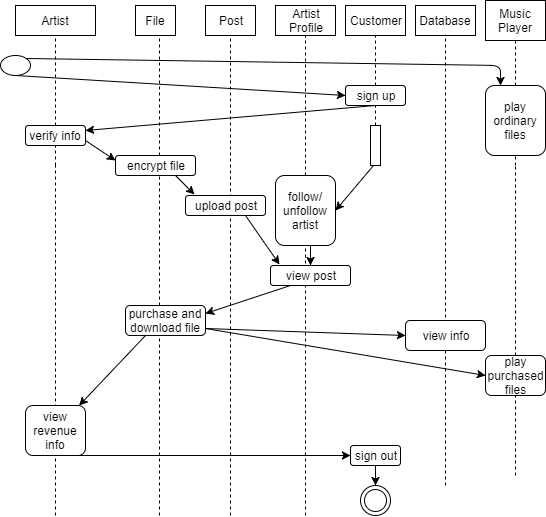 Artist
File
Post
Artist
Profile
Customer
Database
Music
Player
sign up
play
ordinary
files
verify info
encrypt file
upload post
follow/
unfollow
artist
view post
purchase and
download file
view info
play
purchased
files
view
revenue
info
sign out